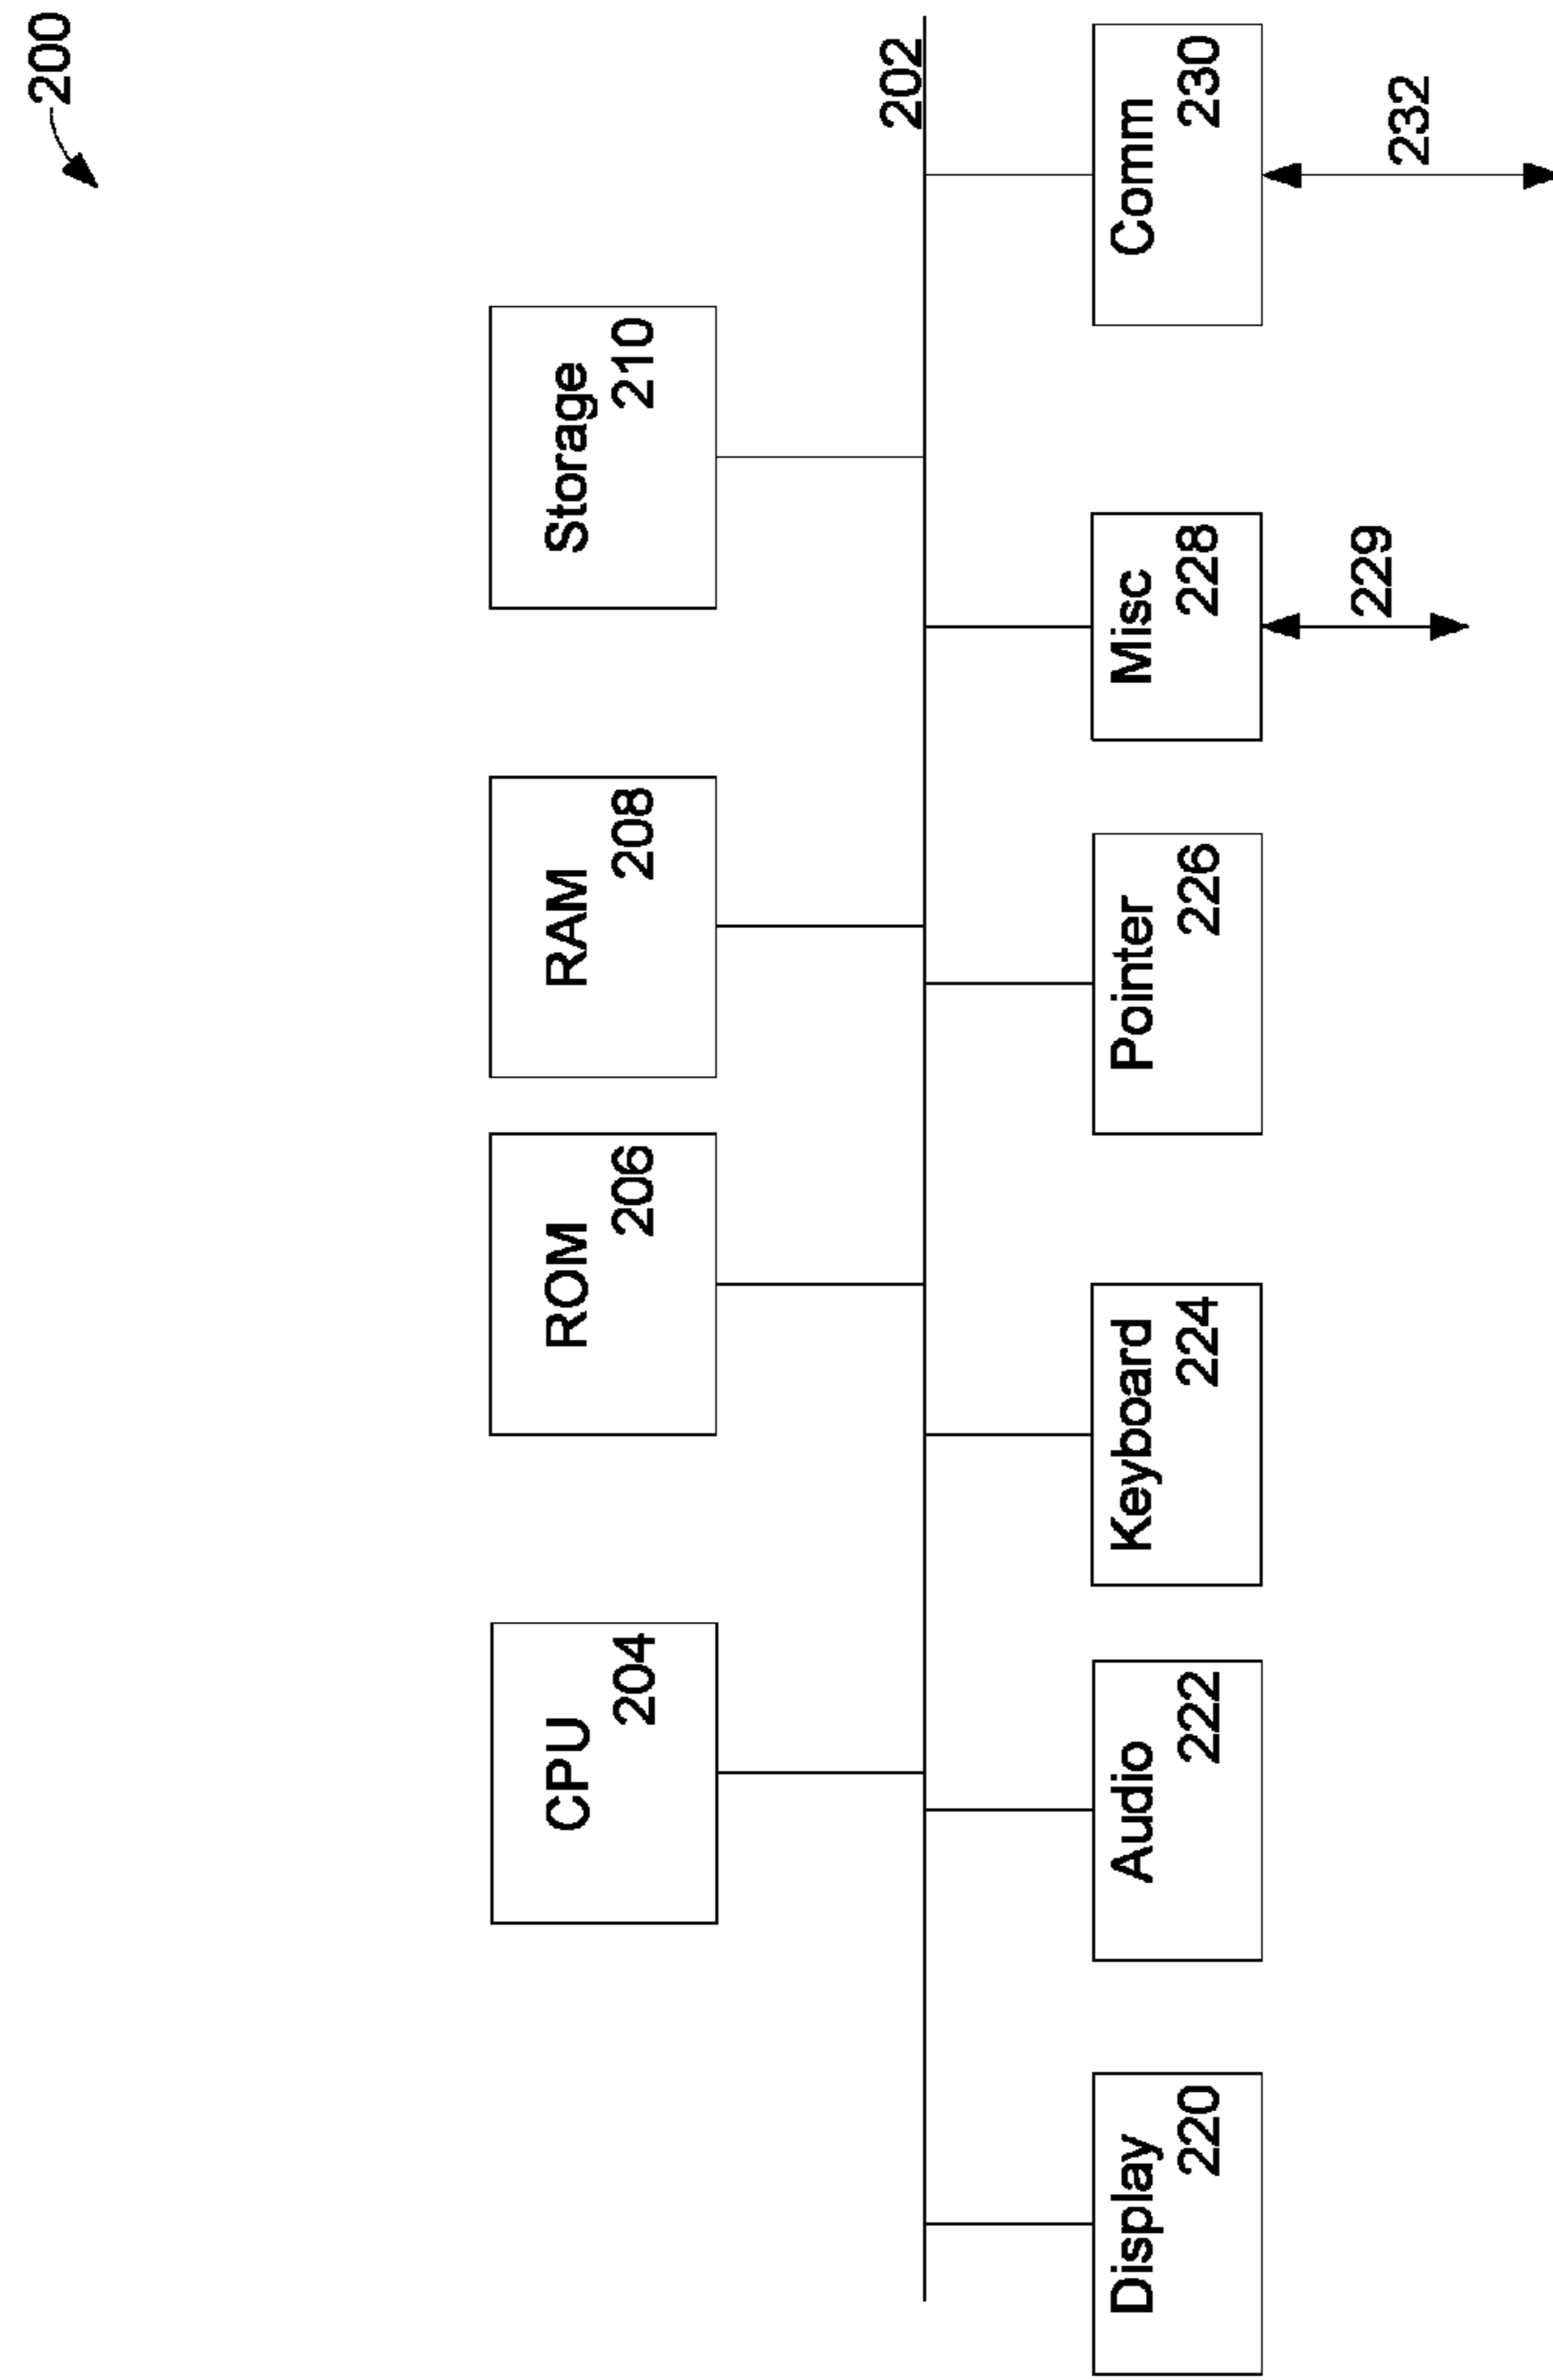 200
CPU
204
ROM
206
RAM
208
Storage
210
202
Display
220
Audio
222
Keyboard
224
Pointer
226
Misc
228
Comm
230
229
232